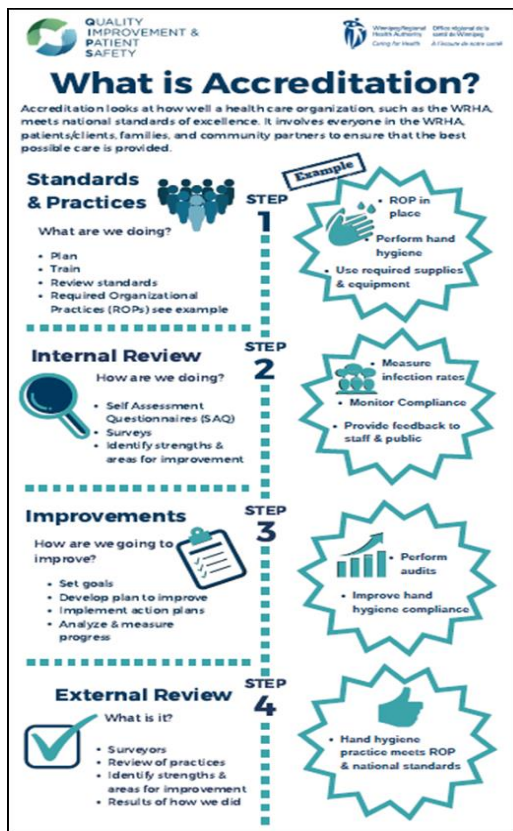 QUALITY
IMPROVEMENT &
PATIENT
SAFETY
Winnipeg Regional Health Authority
Caring for Health
Office régional de la santé de Winnipeg
À l'écoute de notre santé
What is Accreditation?
Accreditation looks at how well a health care organization, such as the WRHA,
meets national standards of excellence. It involves everyone in the WRHA,
patients/clients, families, and community partners to ensure that the best
possible care is provided.
Standards
& Practices
What are we doing?
• Plan
• Train
• Review standards
• Required Organizational
Practices (ROPs) see example
STEP
1
Example
• ROP in
place
• Perform hand
hygiene
• Use required supplies
& equipment
Internal Review
How are we doing?
• Self Assessment
Questionnaires (SAQ)
• Surveys
• Identify strengths &
areas for improvement
STEP
2
• Measure
infection rates
• Monitor Compliance
• Provide feedback to
staff & public
Improvements
How are we going to
improve?
• Set goals
• Develop plan to improve
• Implement action plans
• Analyze & measure
progress
STEP
3
• Perform
audits
• Improve hand
hygiene compliance
External Review
What is it?
• Surveyors
• Review of practices
• Identify strengths &
areas for improvement
• Results of how we did
STEP
4
• Hand hygiene
practice meets ROP
& national standards